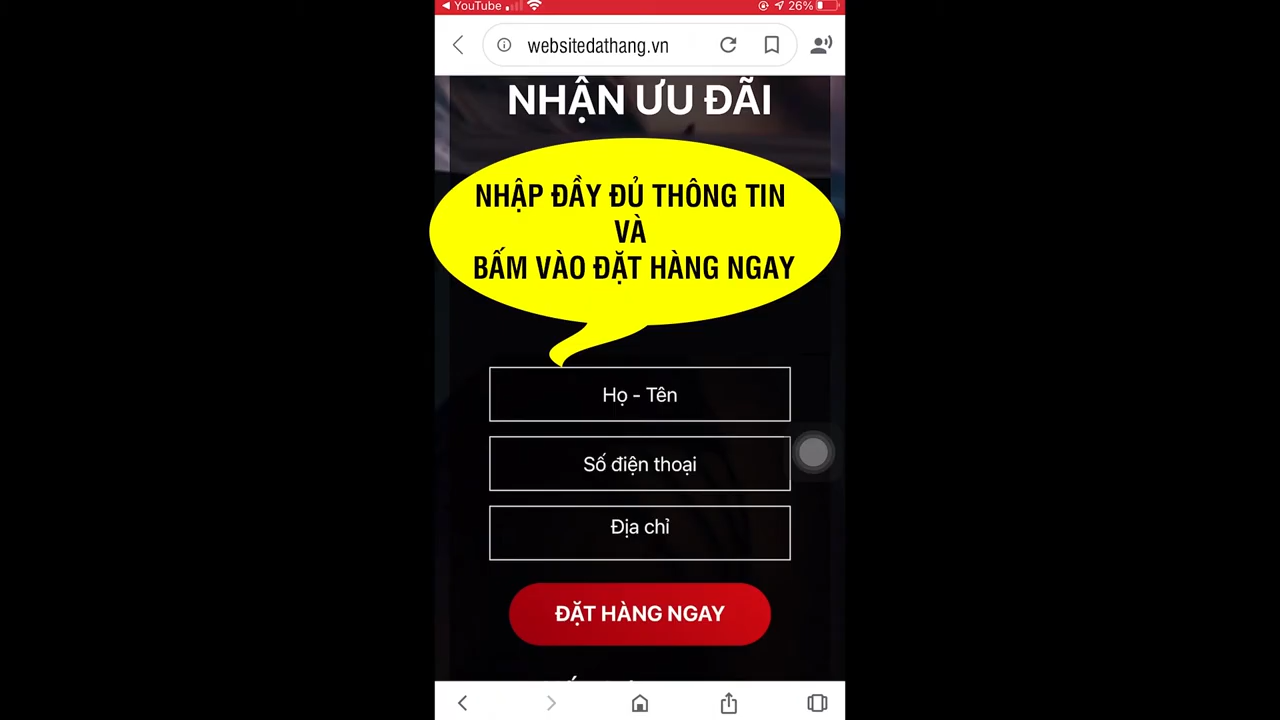 YouTube
26%
websitedathang.vn
NHẬN ƯU ĐÃI
NHẬP ĐẦY ĐỦ THÔNG TIN
VÀ
BẤM VÀO ĐẶT HÀNG NGAY
Họ - Tên
Số điện thoại
Địa chỉ
ĐẶT HÀNG NGAY